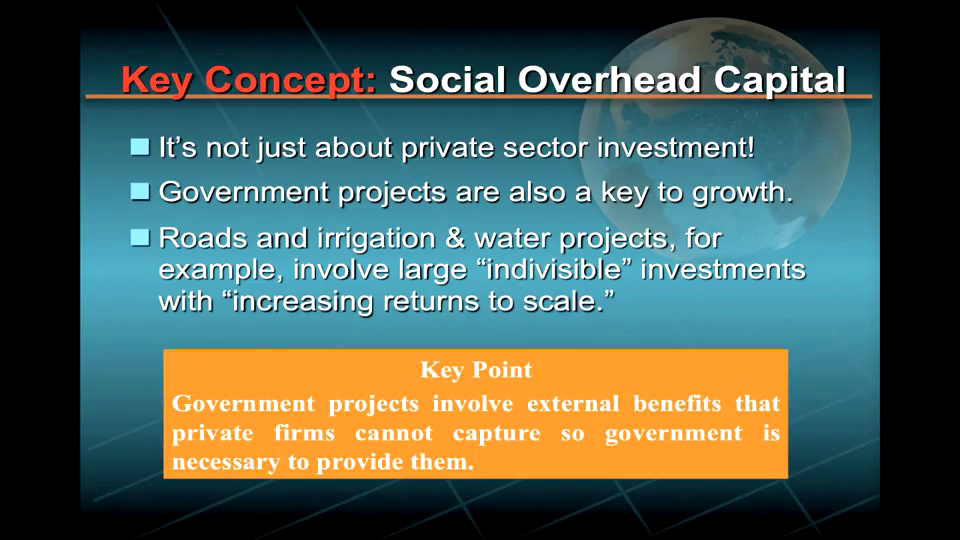 Key Concept: Social Overhead Capital
It’s not just about private sector investment!
Government projects are also a key to growth.
Roads and irrigation & water projects, for
example, involve large “indivisible” investments
with “increasing returns to scale.”
Key Point
Government projects involve external benefits that
private firms cannot capture so government is
necessary to provide them.